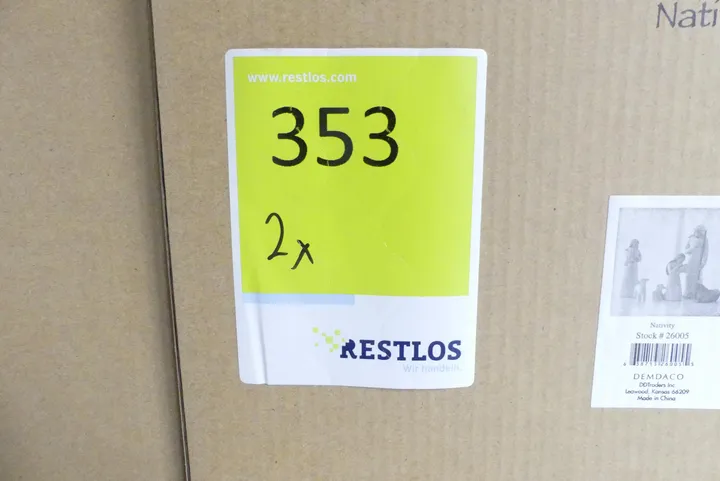 Nati
www.restlos.com
353
2x
RESTLOS
Wir handeln.
Nativity
Stock # 26005
DEMDACO
DDTraders Inc
Leawood, Kansas 66209
Made in China